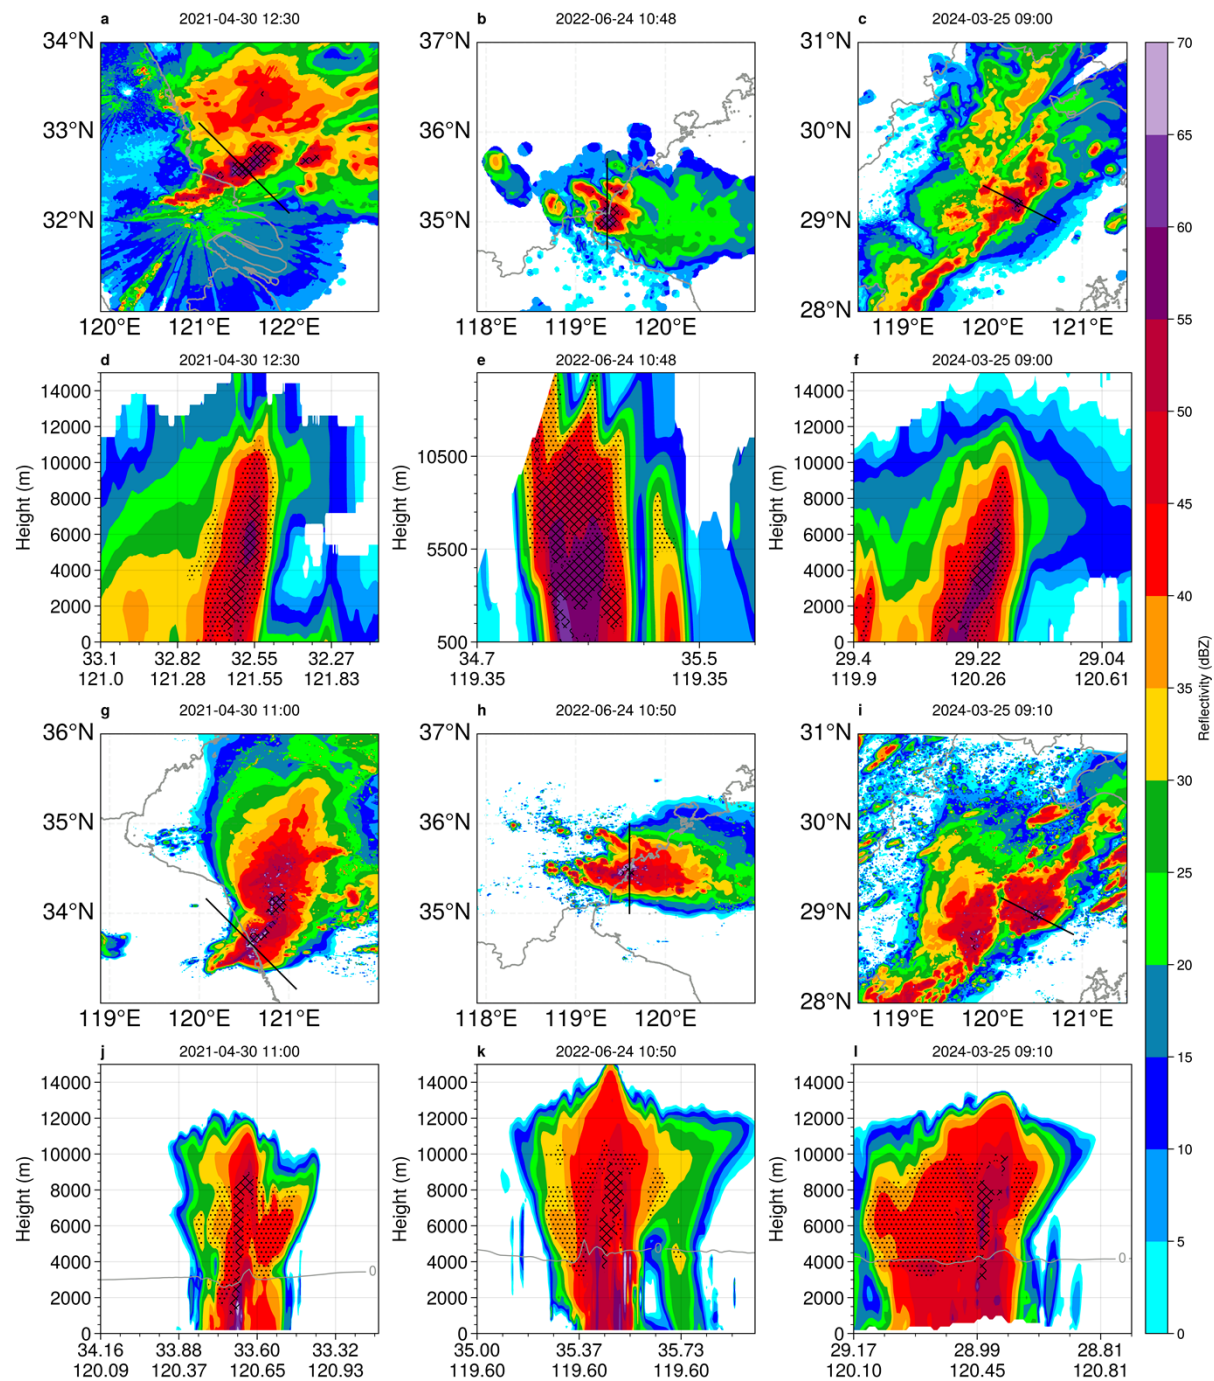 a 2021-04-30 12:30
b 2022-06-24 10:48
c 2024-03-25 09:00
34°N
33°N
32°N
120°E 121°E 122°E
37°N
36°N
35°N
118°E 119°E 120°E
31°N
30°N
29°N
28°N
119°E 120°E 121°E
d 2021-04-30 12:30
e 2022-06-24 10:48
f 2024-03-25 09:00
Height (m)
14000
12000
10000
8000
6000
4000
2000
0
33.1 32.82 32.55 32.27
121.0 121.28 121.55 121.83
Height (m)
10500
5500
500
34.7 35.5
119.35 119.35
Height (m)
14000
12000
10000
8000
6000
4000
2000
0
29.4 29.22 29.04
119.9 120.26 120.61
g 2021-04-30 11:00
h 2022-06-24 10:50
i 2024-03-25 09:10
36°N
35°N
34°N
119°E 120°E 121°E
37°N
36°N
35°N
118°E 119°E 120°E
31°N
30°N
29°N
28°N
119°E 120°E 121°E
j 2021-04-30 11:00
k 2022-06-24 10:50
l 2024-03-25 09:10
Height (m)
14000
12000
10000
8000
6000
4000
2000
0
0
34.16 33.88 33.60 33.32
120.09 120.37 120.65 120.93
Height (m)
14000
12000
10000
8000
6000
4000
2000
0
0
35.00 35.37 35.73
119.60 119.60 119.60
Height (m)
14000
12000
10000
8000
6000
4000
2000
0
0
29.17 28.99 28.81
120.10 120.45 120.81
70
65
60
55
50
45
40
35
30
25
20
15
10
5
0
Reflectivity (dBZ)